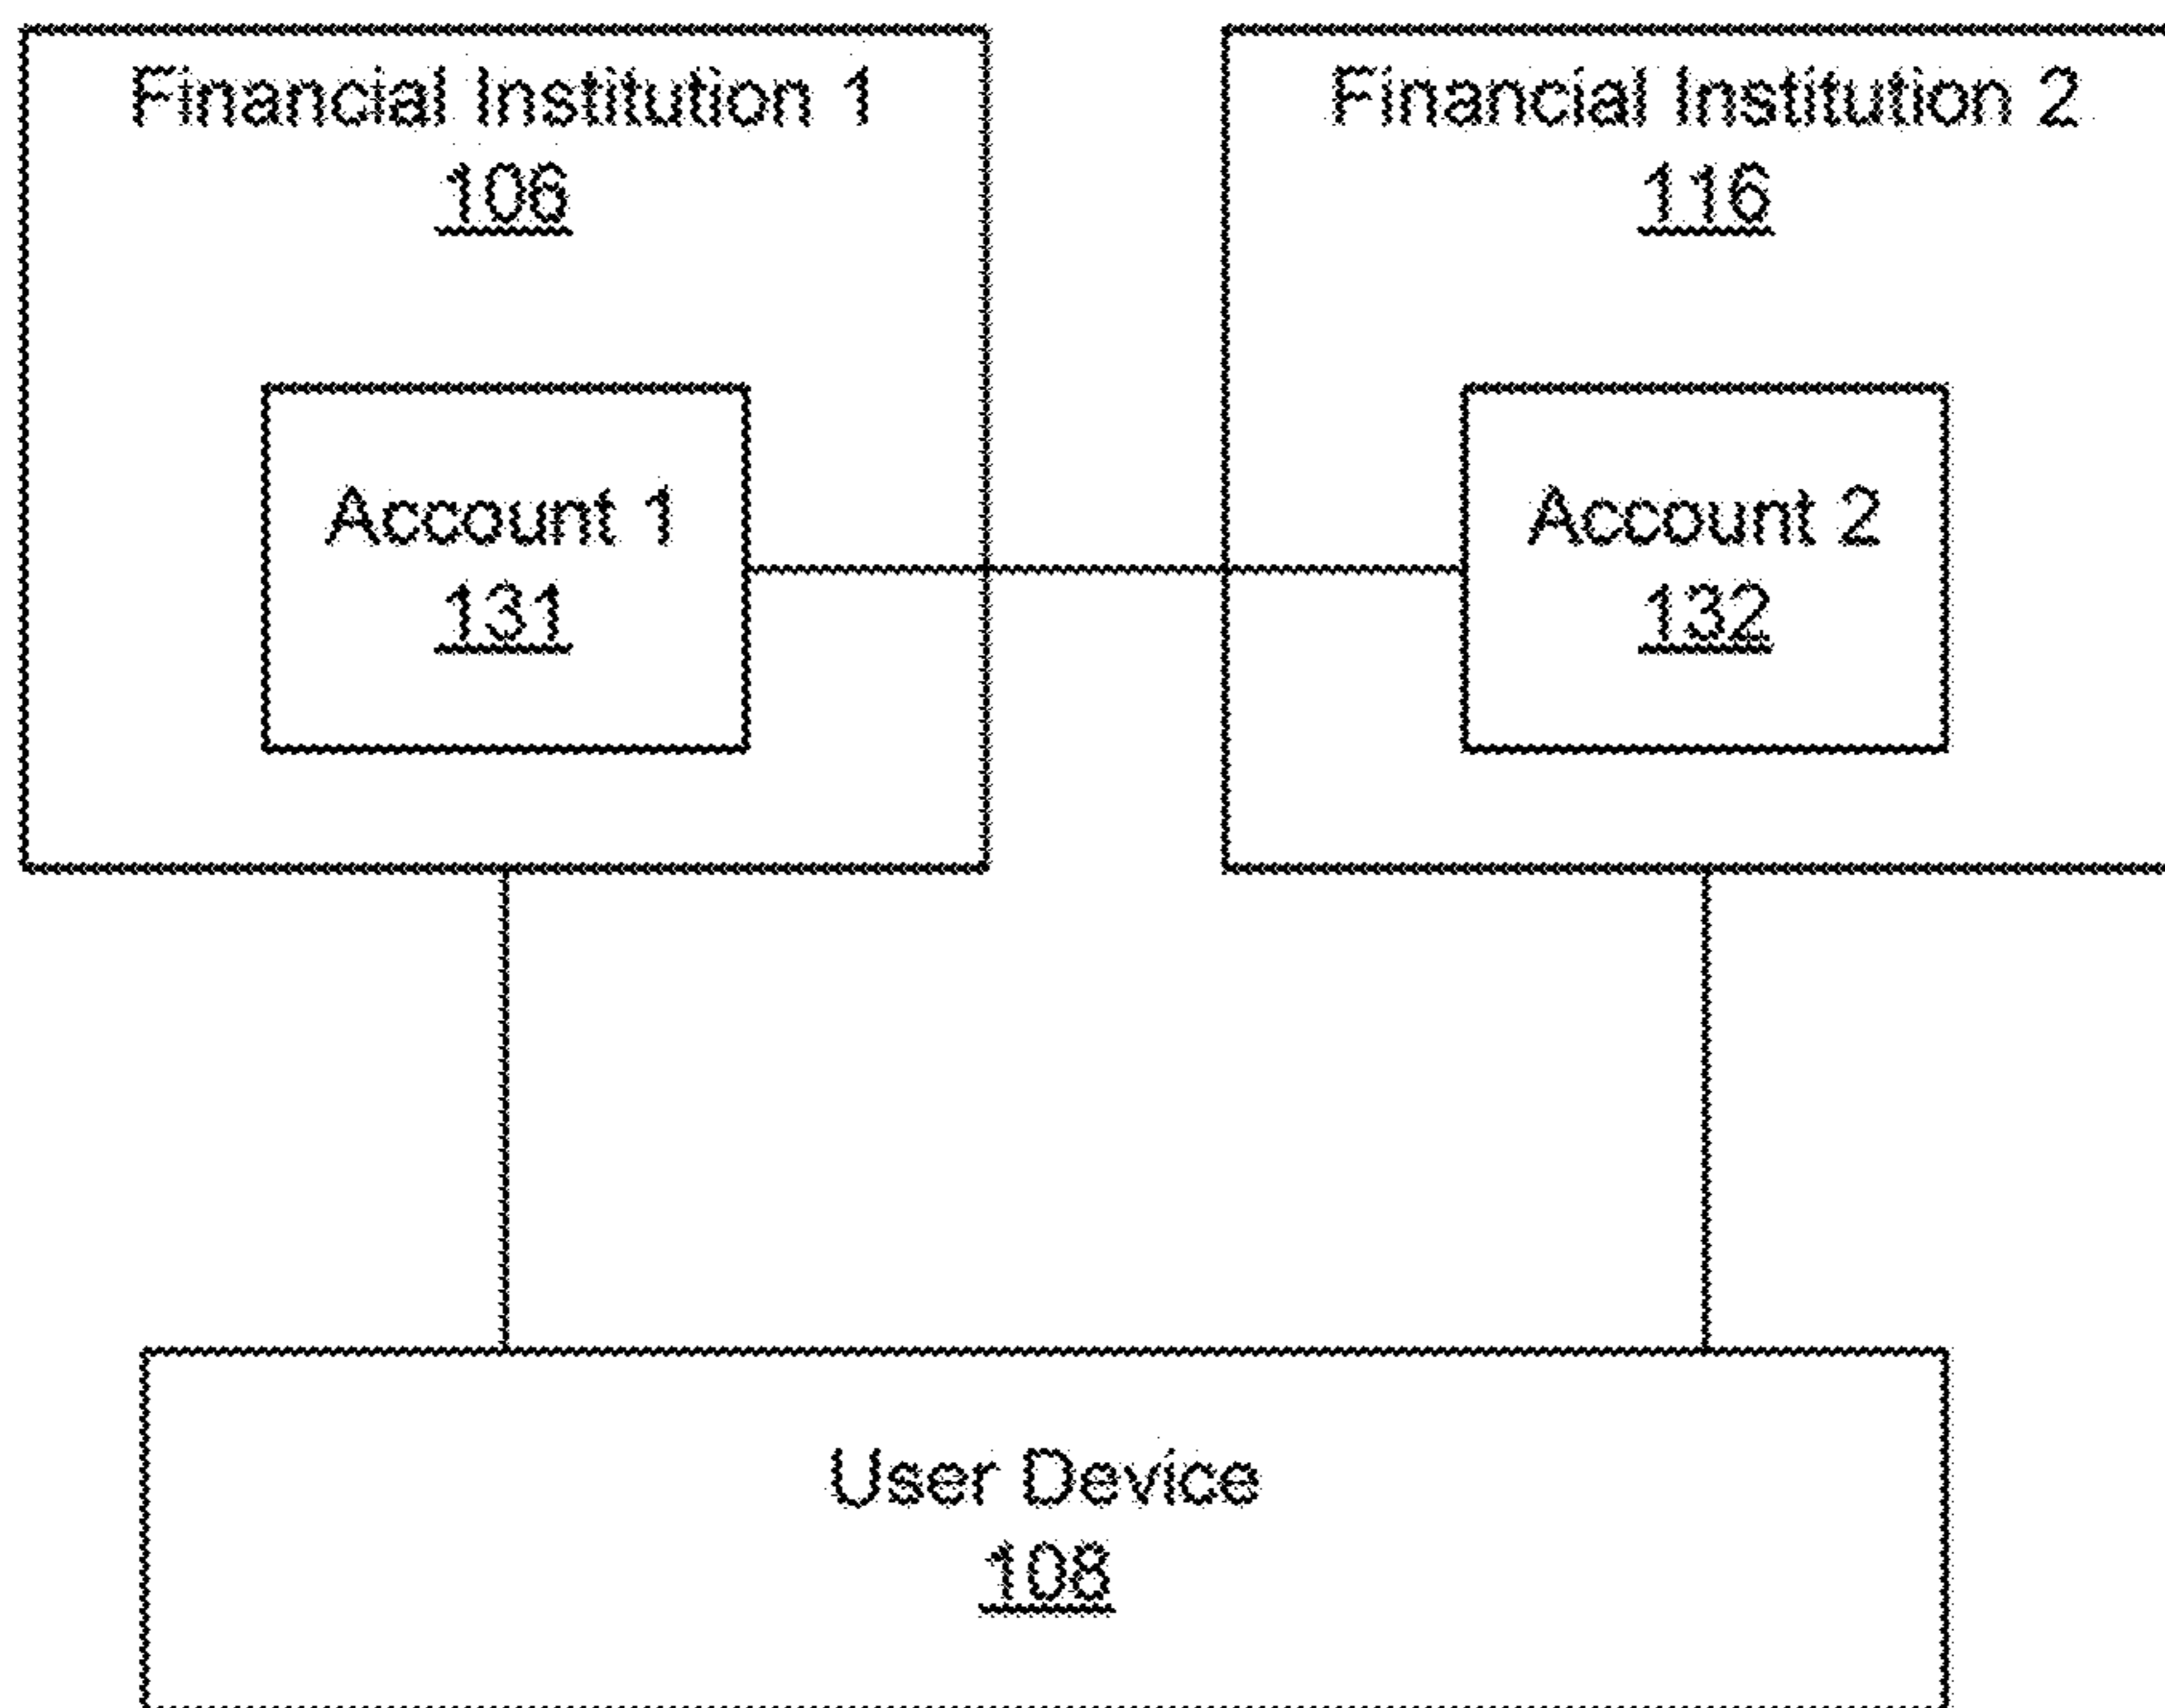 Financial Institution 1
106
Financial Institution 2
116
Account 1
131
Account 2
132
User Device
108